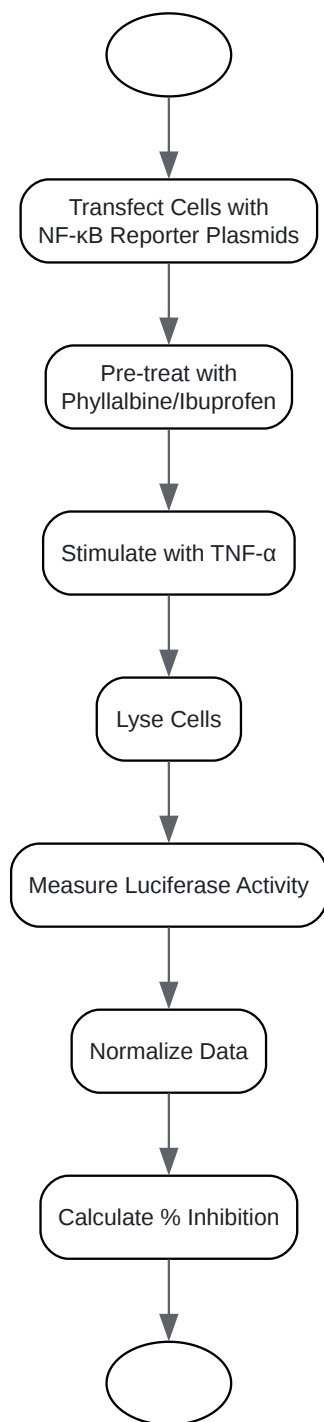 Transfect Cells with
NF-κB Reporter Plasmids
Pre-treat with
Phyllalbine/Ibuprofen
Stimulate with TNF-α
Lyse Cells
Measure Luciferase Activity
Normalize Data
Calculate % Inhibition